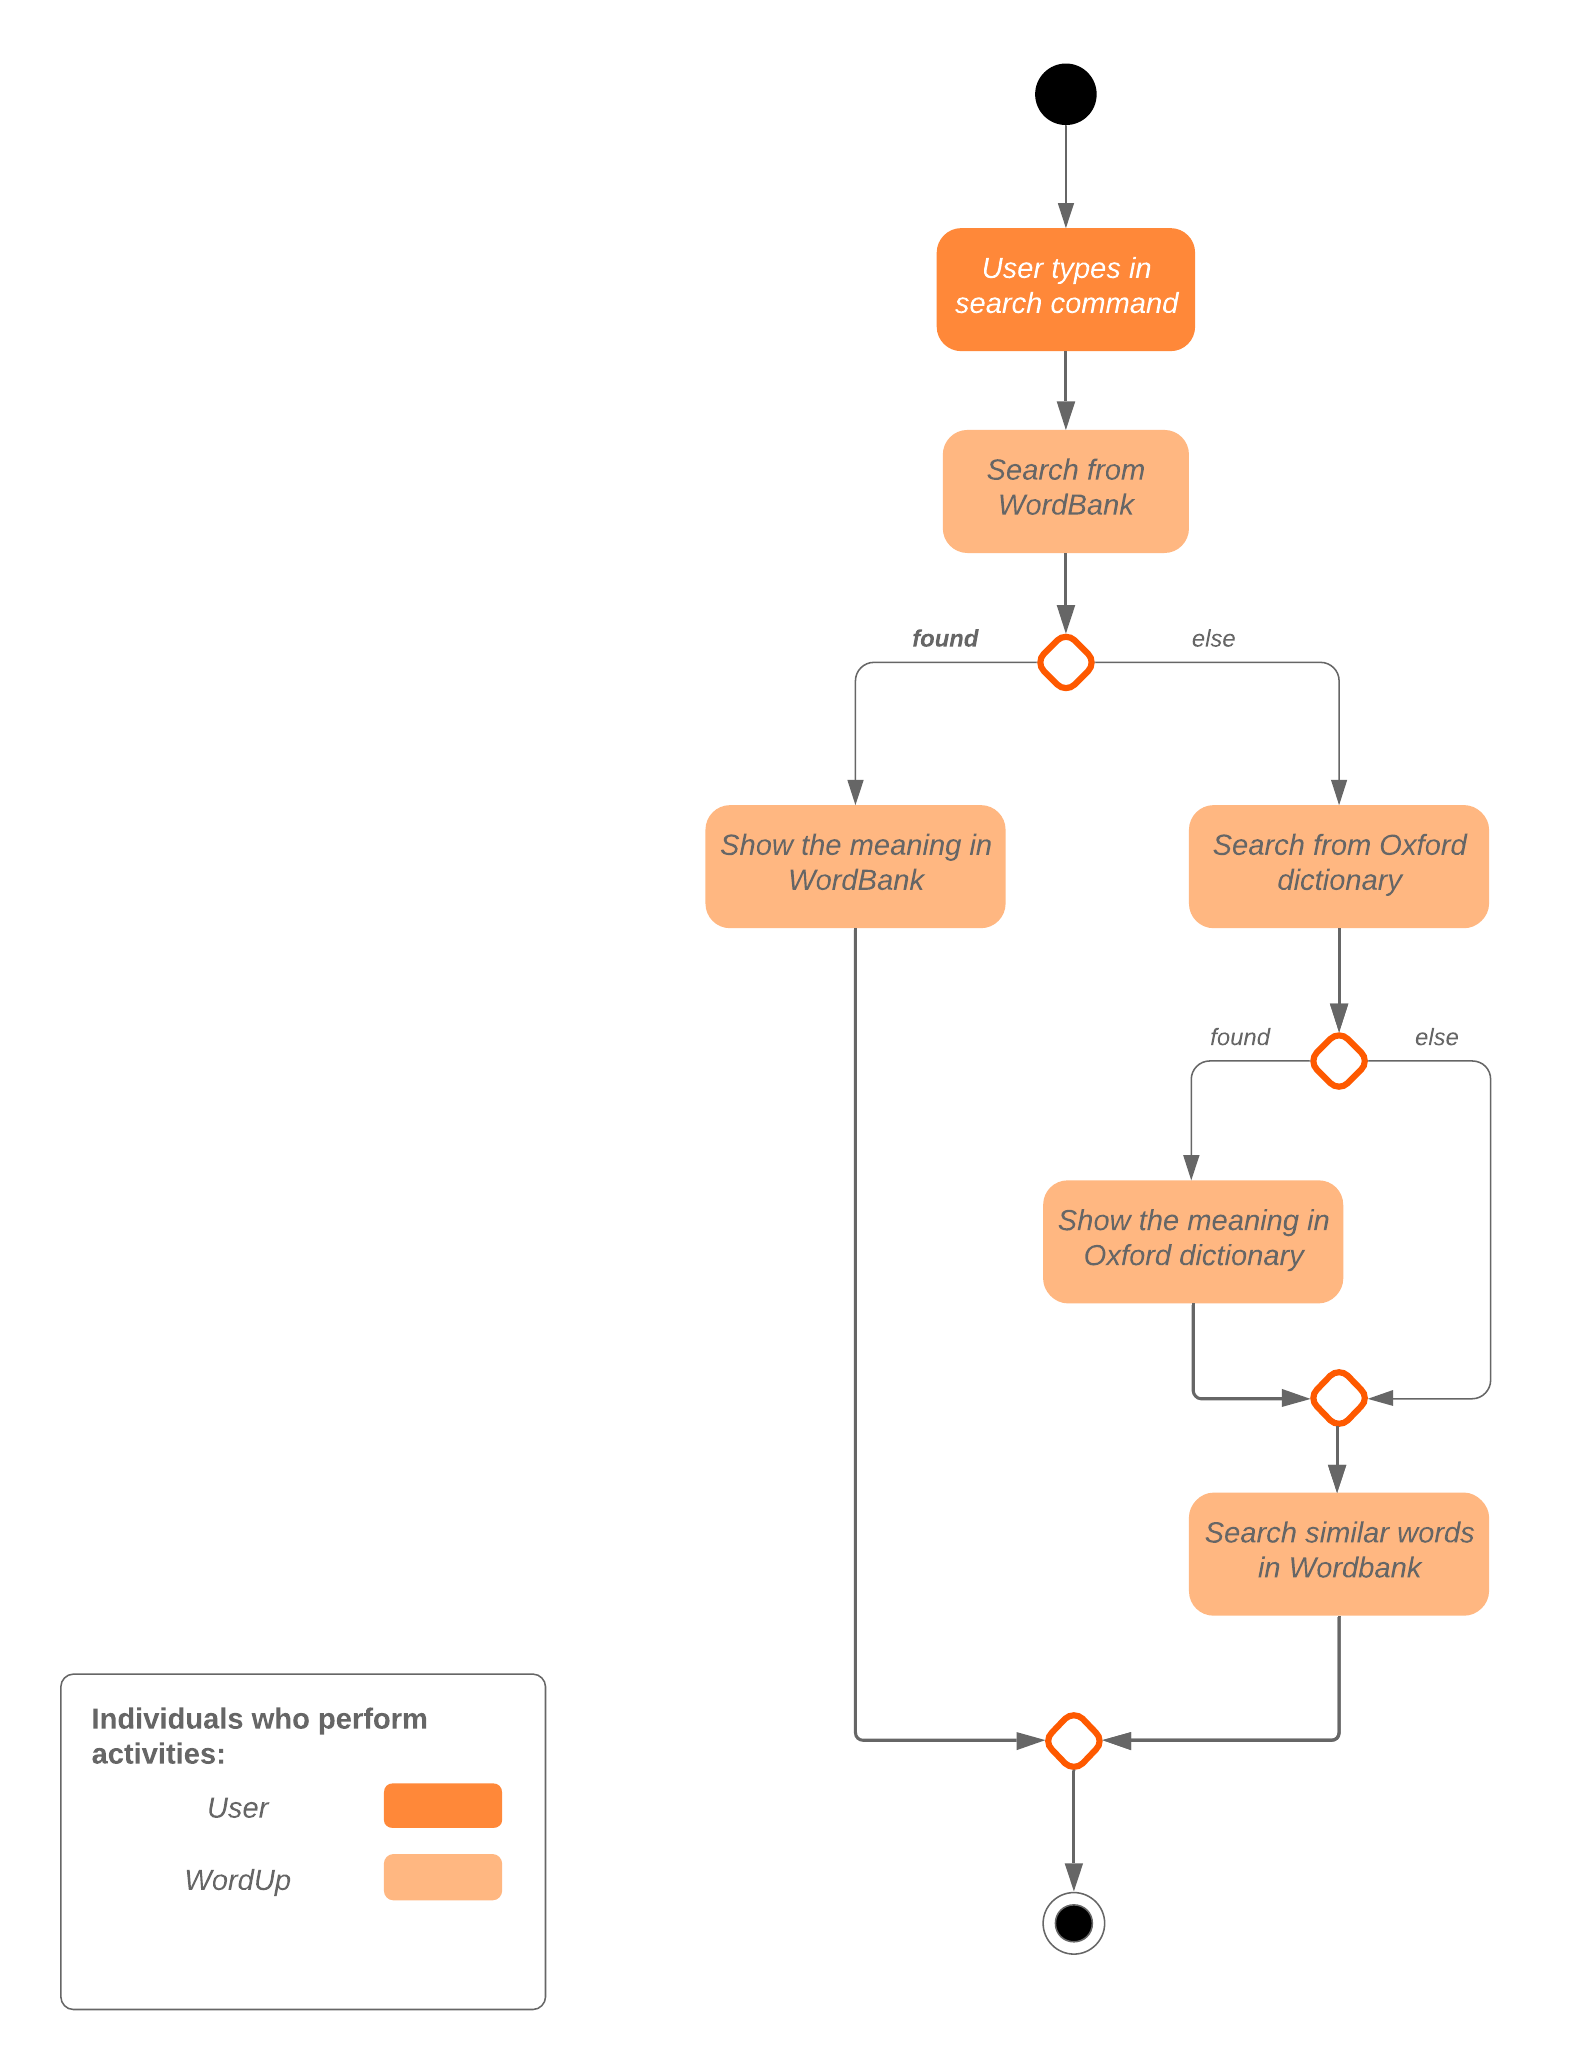 User types in
search command
Search from
WordBank
found
else
Show the meaning in
WordBank
Search from Oxford
dictionary
found
else
Show the meaning in
Oxford dictionary
Search similar words
in Wordbank
Individuals who perform
activities:
User
WordUp